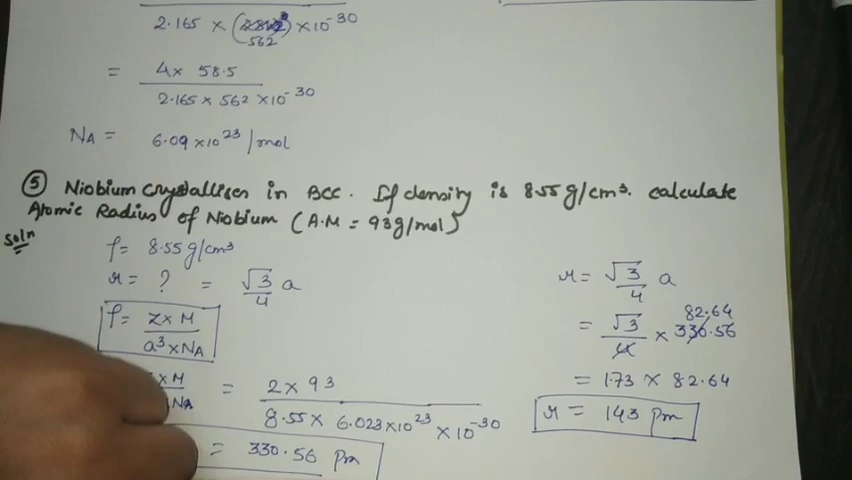 2.165 × ( ) × 10⁻³⁰
562
= 4 × 58.5
2.165 × 562 × 10⁻³⁰
NA = 6.09 × 10²³ / mol
⑤ Niobium crystallises in BCC. If density is 8.55 g/cm³. calculate
Atomic Radius of Niobium (A.M = 93g/mol)
Soln
ρ = 8.55 g/cm³
r = ? = √3/4 a
ρ = Z × M
a³ × NA
× M = 2 × 93
NA 8.55 × 6.023 × 10²³ × 10⁻³⁰
= 330.56 pm
r = √3/4 a
82.64
= √3/4 × 330.56
= 1.73 × 82.64
r = 143 pm